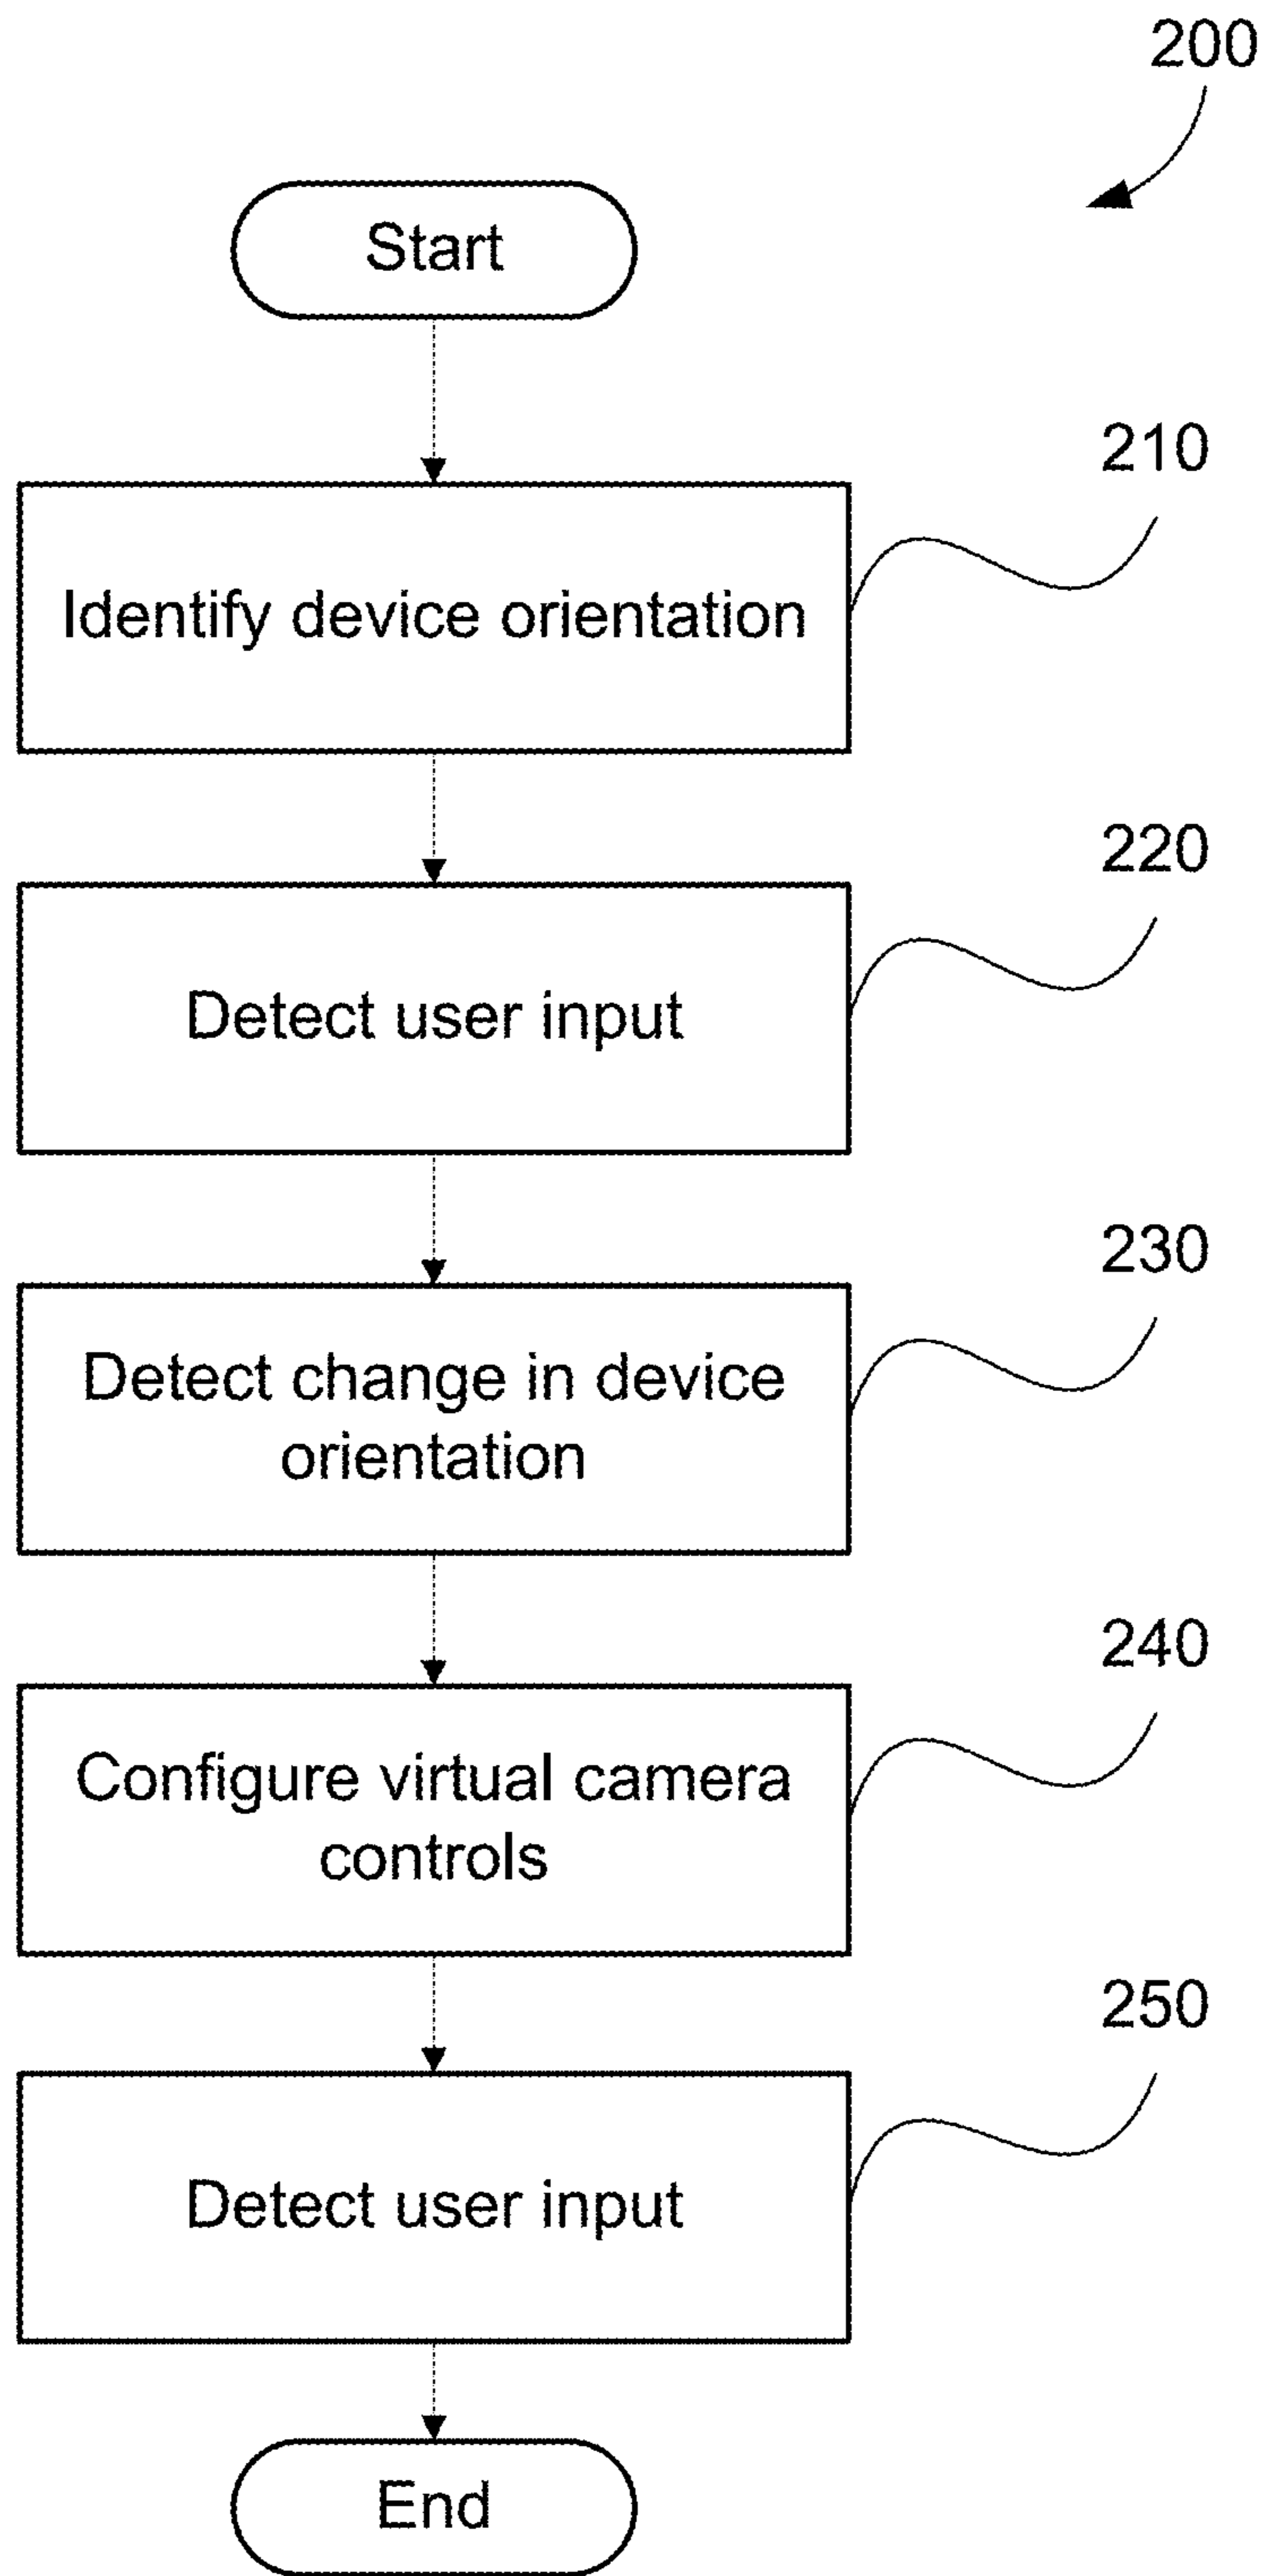 200
Start
210
Identify device orientation
220
Detect user input
230
Detect change in device
orientation
240
Configure virtual camera
controls
250
Detect user input
End